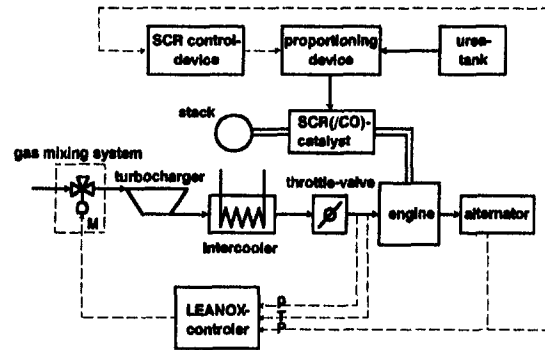 SCR control-
device
proportioning
device
urea-
tank
stack
SCR(/CO)-
catalyst
gas mixing system
turbocharger
throttle-valve
M
Intercooler
engine
alternator
LEANOX-
controler
p
T
P